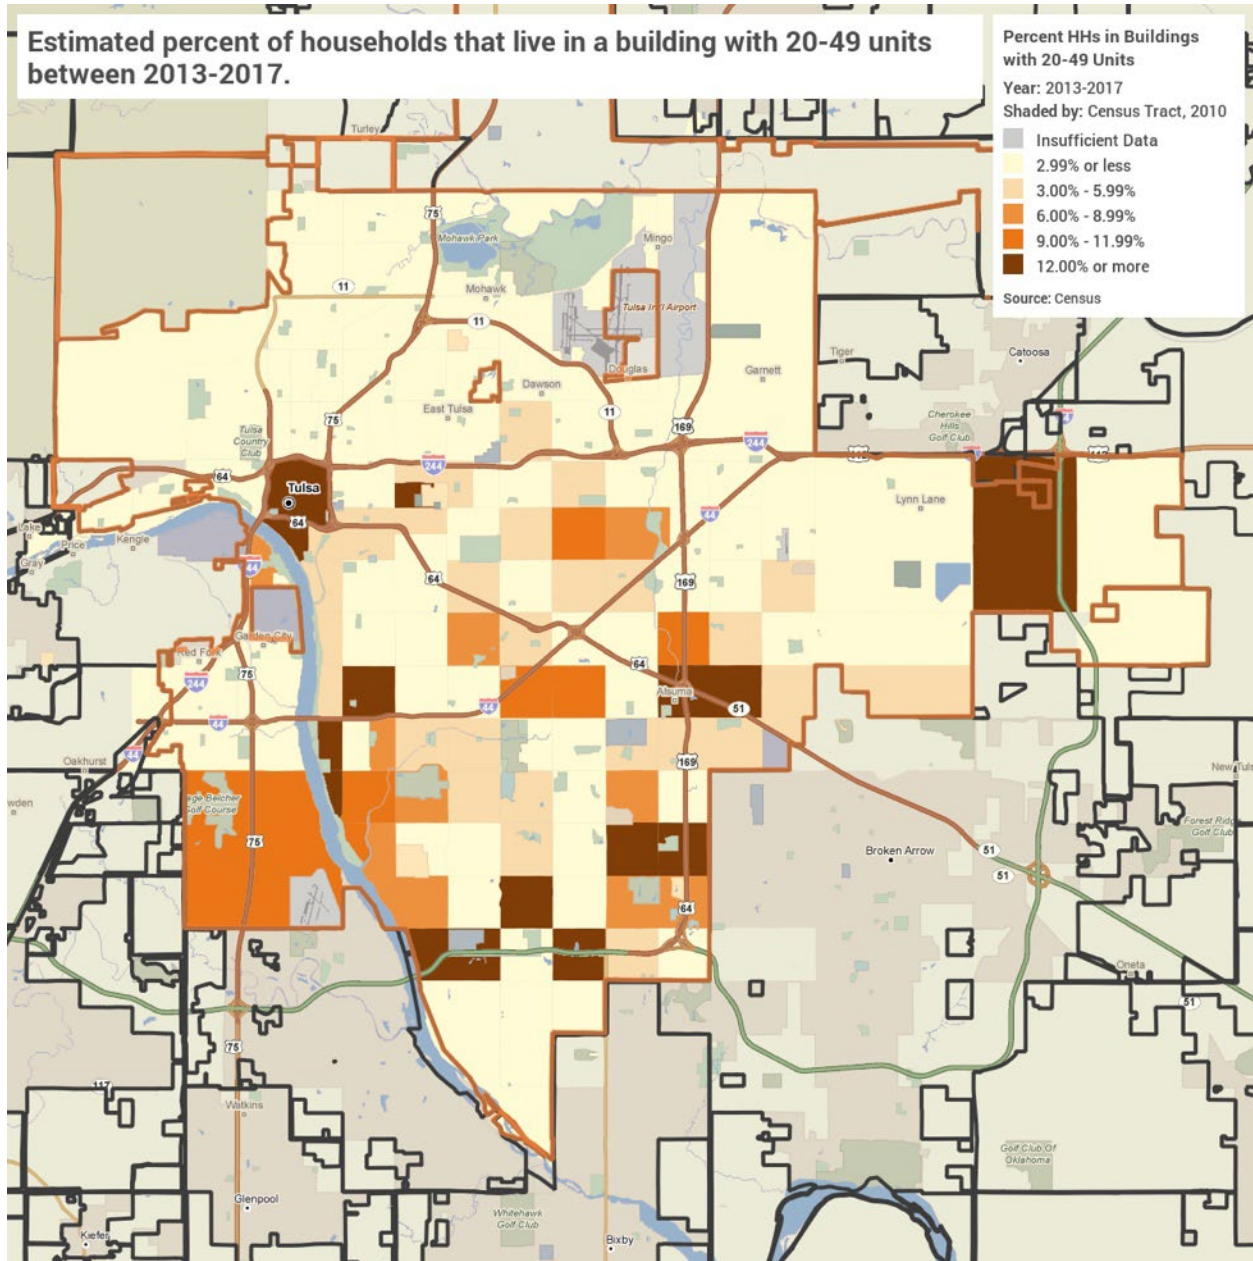 Estimated percent of households that live in a building with 20-49 units
between 2013-2017.
Percent HHs in Buildings
with 20-49 Units
Year: 2013-2017
Shaded by: Census Tract, 2010
Insufficient Data
2.99% or less
3.00% - 5.99%
6.00% - 8.99%
9.00% - 11.99%
12.00% or more
Source: Census
Turley
75
Mohawk Park
Mingo
11
Mohawk
Tulsa Int'l Airport
11
Tiger
Catoosa
Douglas
Garnett
Dawson
East Tulsa
11
75
169
Cherokee
Hills
Golf Club
Tulsa
Country
Club
244
244
64
Tulsa
Lynn Lane
64
44
Lake
Price
Kengle
Gray
44
64
169
Garden City
Red Fork
75
64
244
Alsuma
44
44
51
44
Oakhurst
169
New Tuls
Page Belcher
Golf Course
wden
75
Forest Ridge
Golf Club
Broken Arrow
51
51
64
Oneta
51
75
117
Watkins
Golf Club Of
Oklahoma
Glenpool
Whitehawk
Golf Club
Kiefer
Bixby